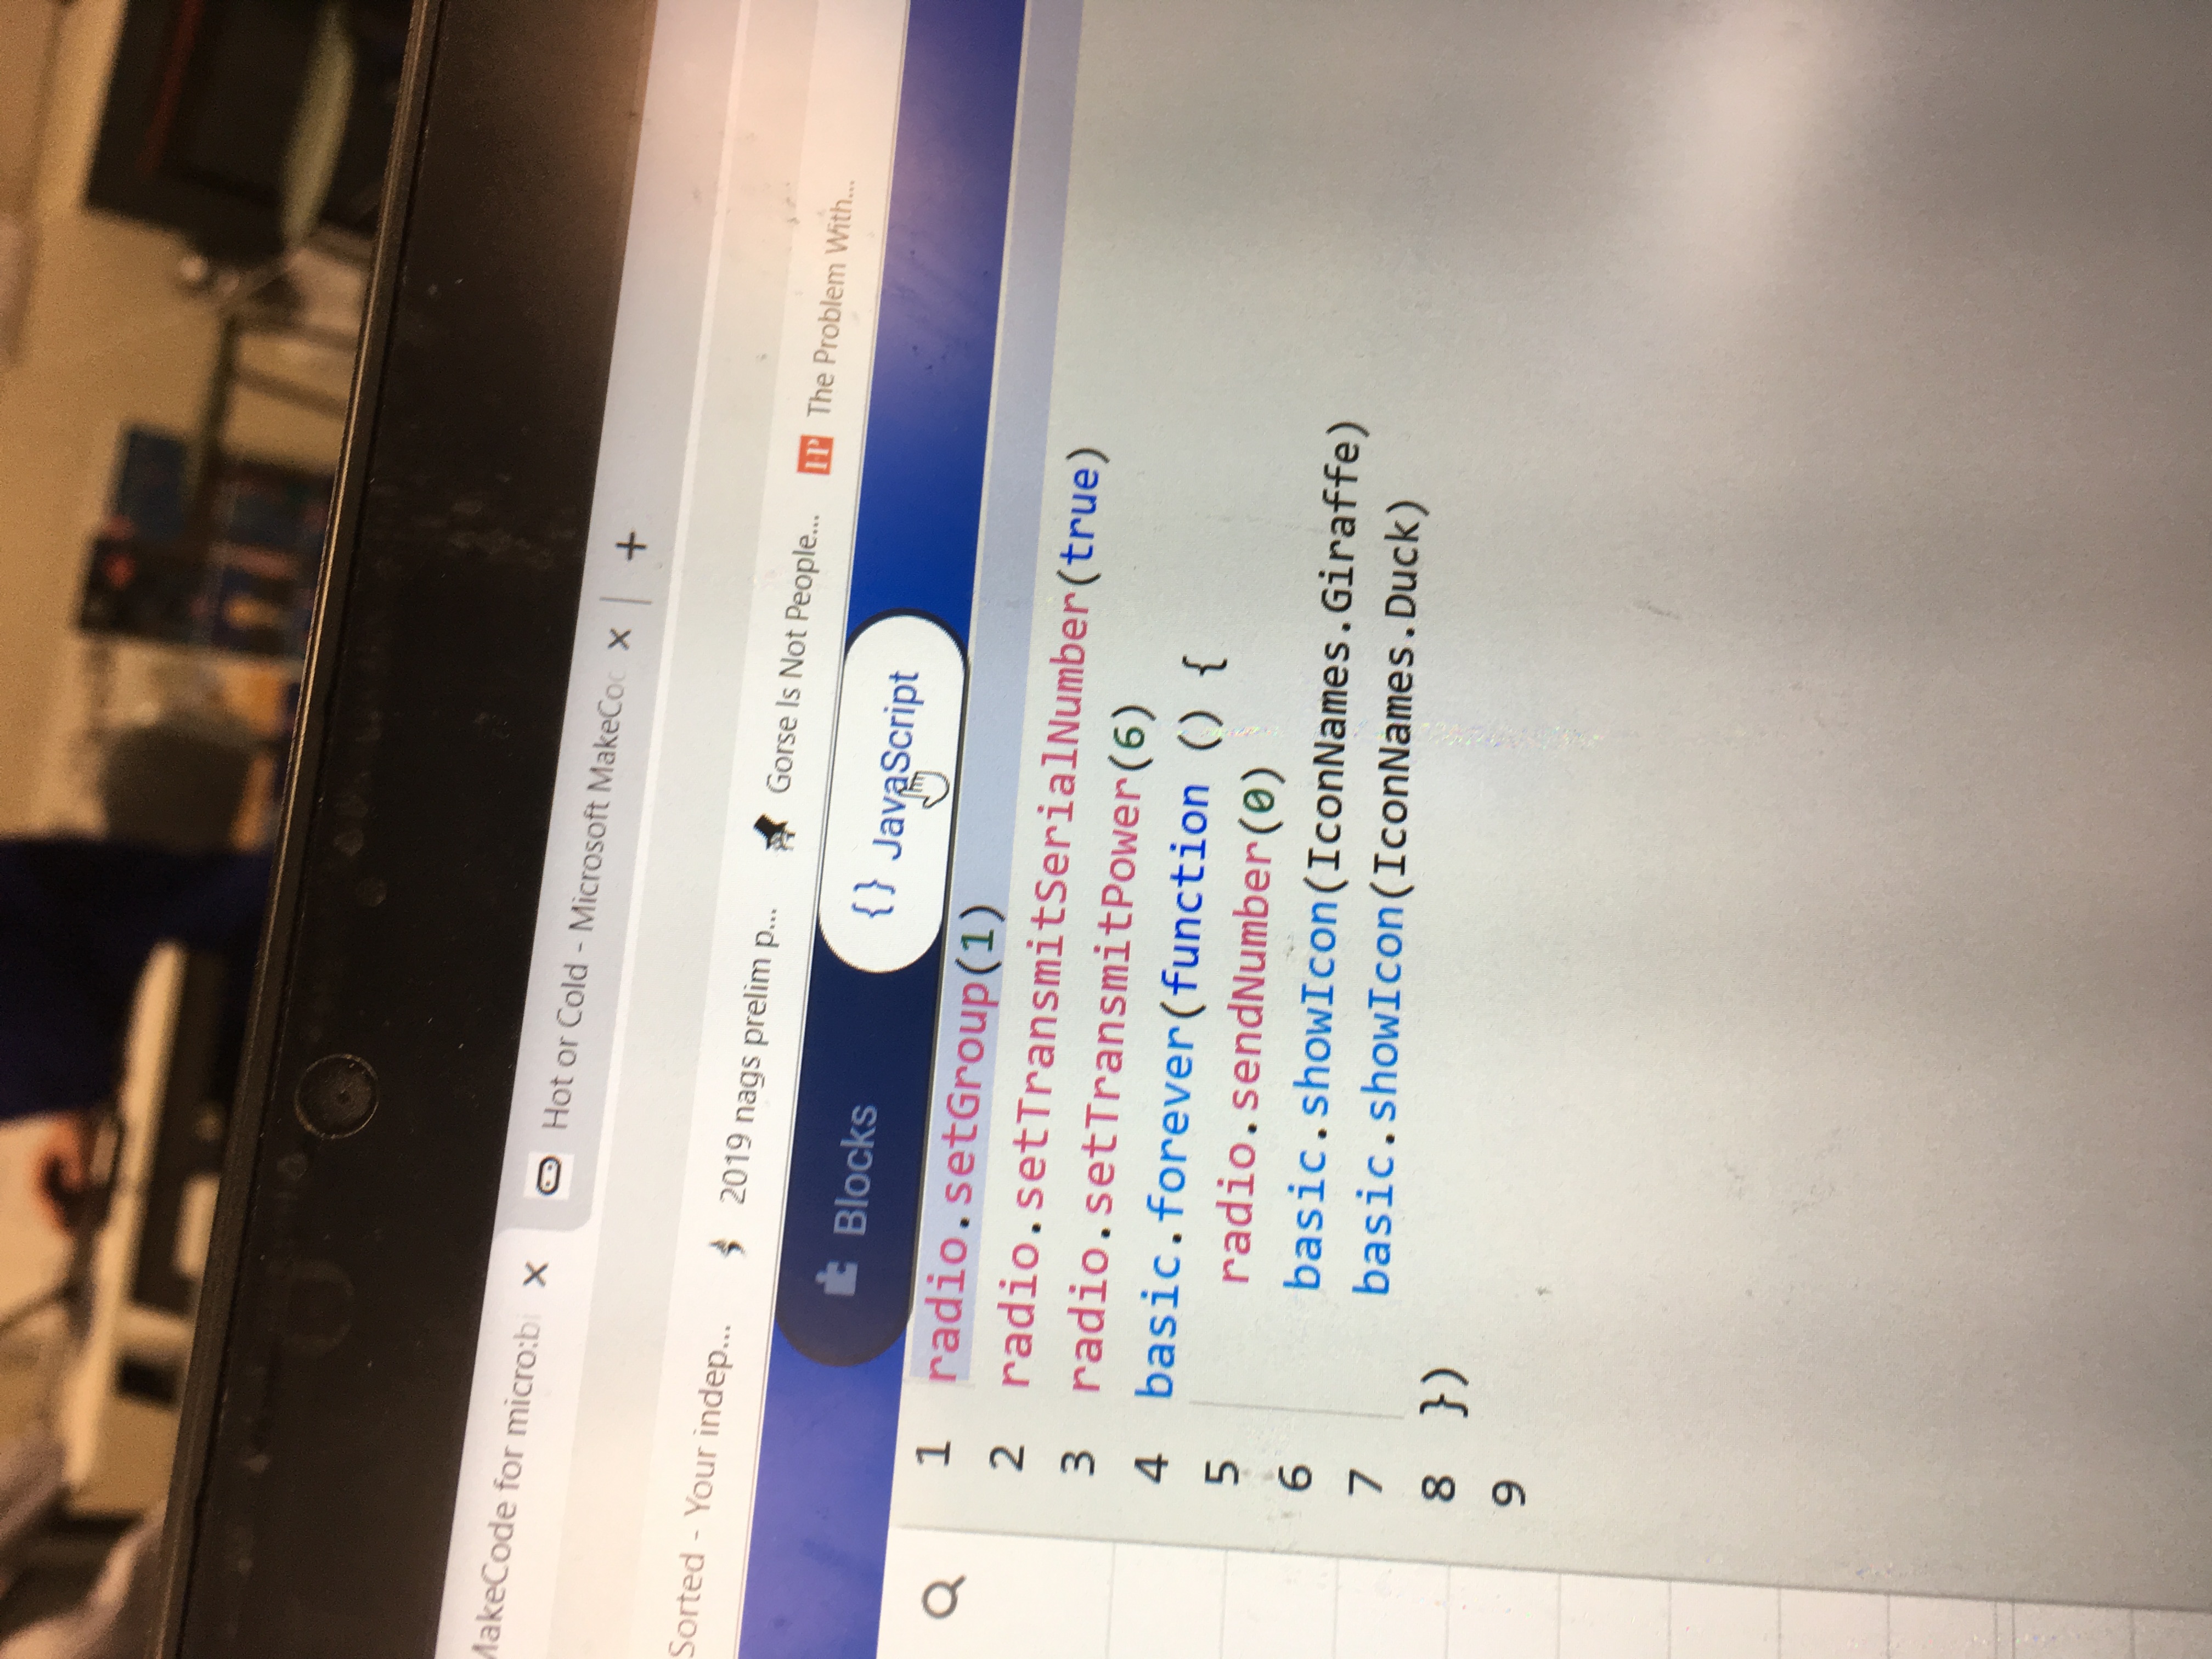 MakeCode for micro:bi
Hot or Cold - Microsoft MakeCo
Sorted - Your indep...
2019 nags prelim p...
Gorse Is Not People...
HP The Problem With...
Blocks
{} JavaScript
1 radio.setGroup(1)
2 radio.setTransmitSerialNumber(true)
3 radio.setTransmitPower(6)
4 basic.forever(function () {
5 radio.sendNumber(0)
6 basic.showIcon(IconNames.Giraffe)
7 basic.showIcon(IconNames.Duck)
8 })
9